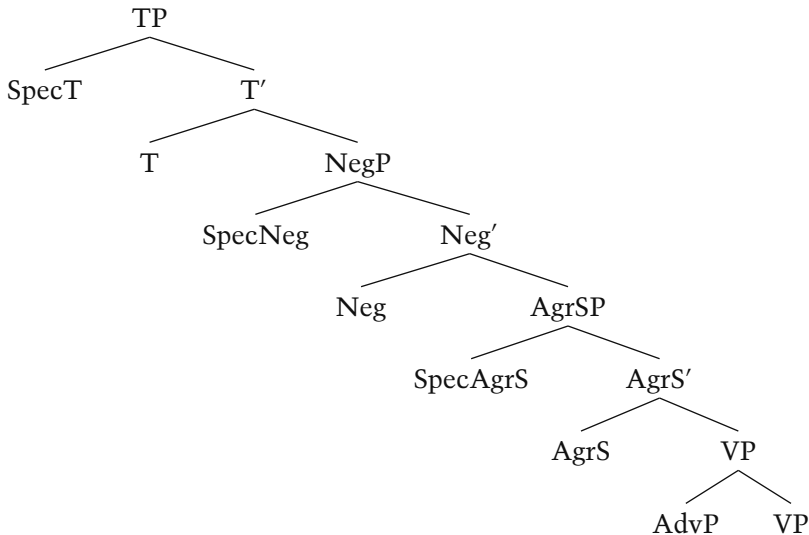 TP
SpecT T′
T NegP
SpecNeg Neg′
Neg AgrSP
SpecAgrS AgrS′
AgrS VP
AdvP VP